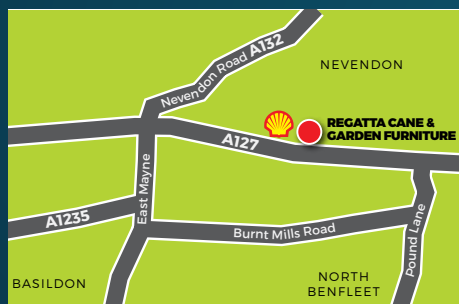 Nevendon Road A132
NEVENDON
REGATTA CANE &
GARDEN FURNITURE
A127
East Mayne
A1235
Burnt Mills Road
Pound Lane
BASILDON
NORTH
BENFLEET